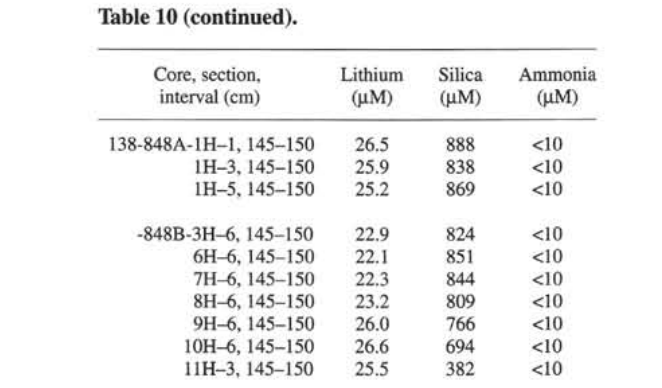 Table 10 (continued).
Core, section, Lithium Silica Ammonia
interval (cm) (µM) (µM) (µM)
138-848A-1H–1, 145–150 26.5 888 <10
1H–3, 145–150 25.9 838 <10
1H–5, 145–150 25.2 869 <10
-848B-3H–6, 145–150 22.9 824 <10
6H–6, 145–150 22.1 851 <10
7H–6, 145–150 22.3 844 <10
8H–6, 145–150 23.2 809 <10
9H–6, 145–150 26.0 766 <10
10H–6, 145–150 26.6 694 <10
11H–3, 145–150 25.5 382 <10